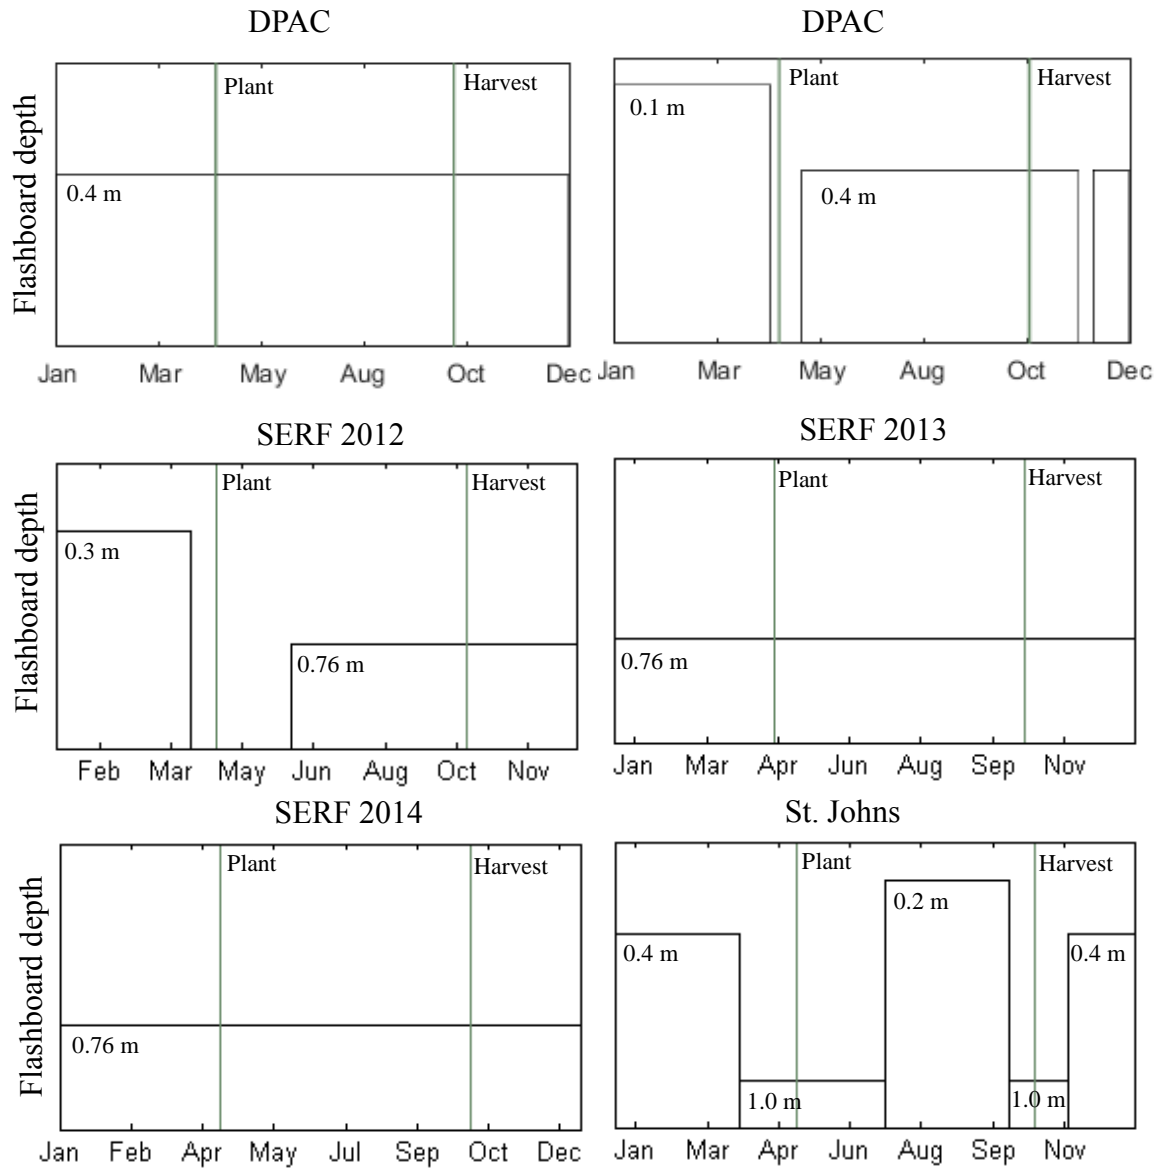 DPAC
DPAC
Flashboard depth
Plant
Harvest
0.4 m
Jan Mar May Aug Oct Dec
Plant
Harvest
0.1 m
0.4 m
Jan Mar May Aug Oct Dec
SERF 2012
SERF 2013
Flashboard depth
Plant
Harvest
0.3 m
0.76 m
Feb Mar May Jun Aug Oct Nov
Plant
Harvest
0.76 m
Jan Mar Apr Jun Aug Sep Nov
SERF 2014
St. Johns
Flashboard depth
Plant
Harvest
0.76 m
Jan Feb Apr May Jul Sep Oct Dec
Plant
Harvest
0.2 m
0.4 m
0.4 m
1.0 m
1.0 m
Jan Mar Apr Jun Aug Sep Nov